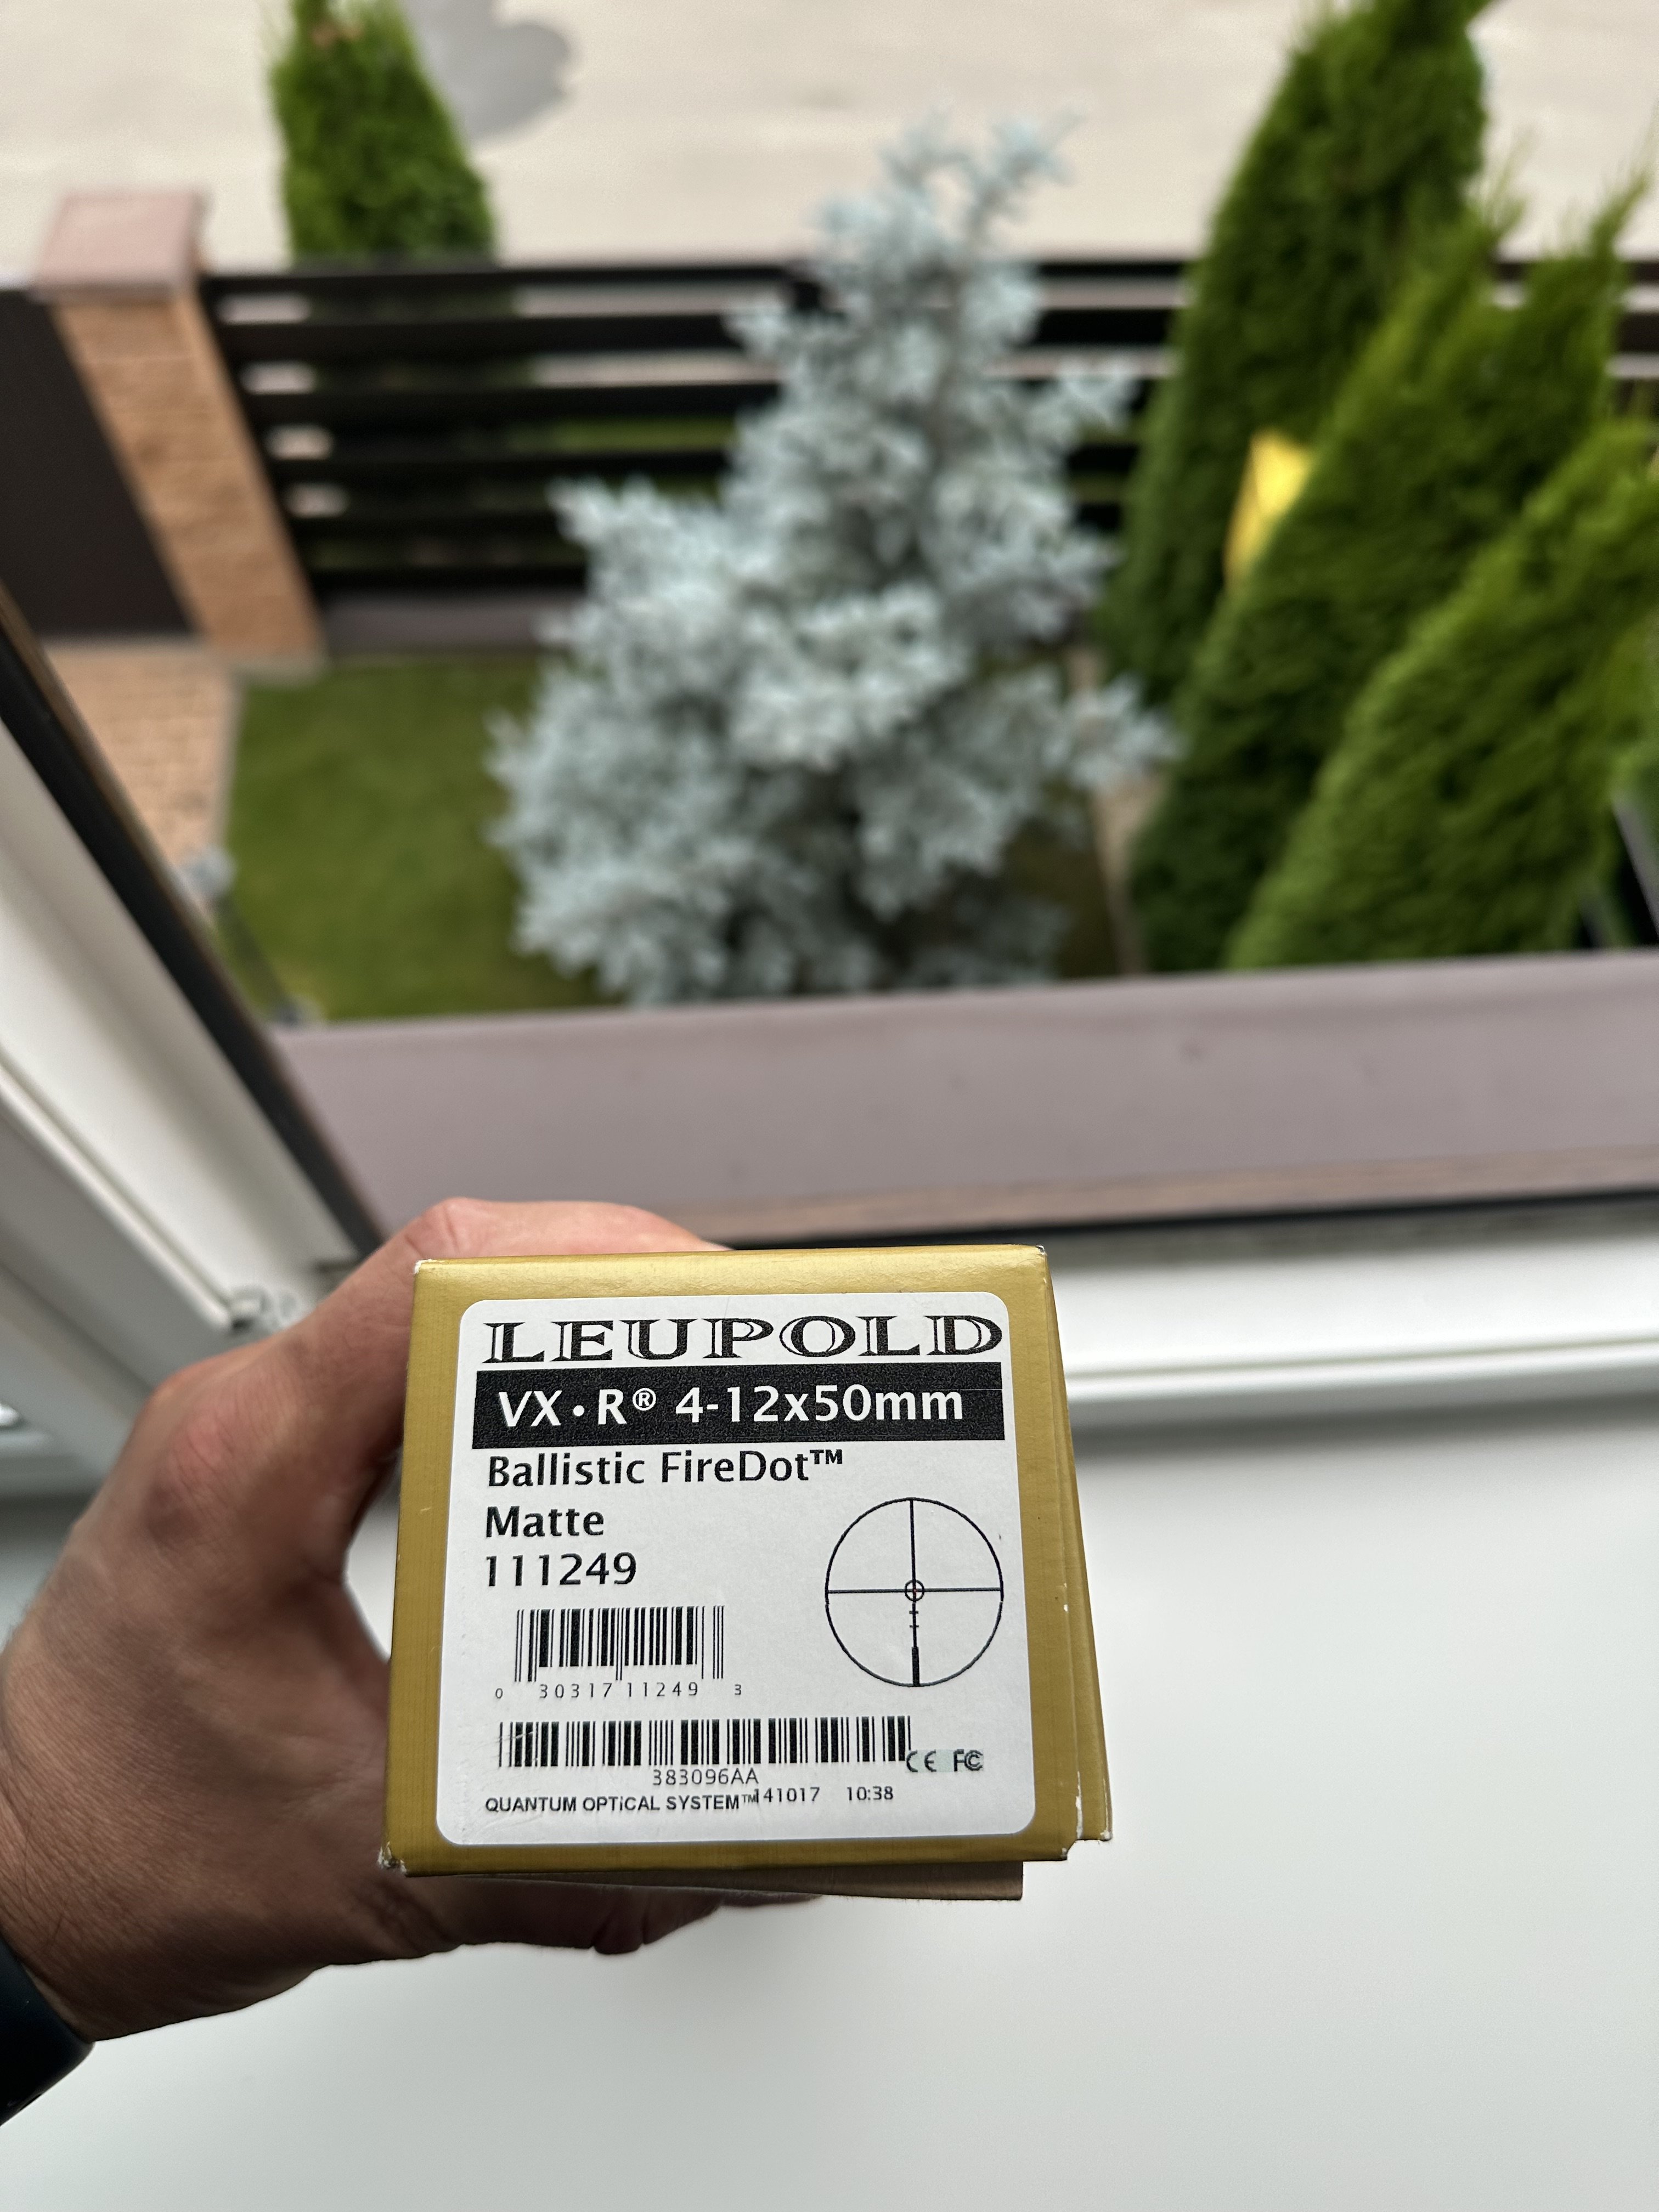 LEUPOLD
VX•R® 4-12x50mm
Ballistic FireDot™
Matte
111249
0 30317 11249 3
383096AA
CE FC
QUANTUM OPTiCAL SYSTEM™ 141017 10:38